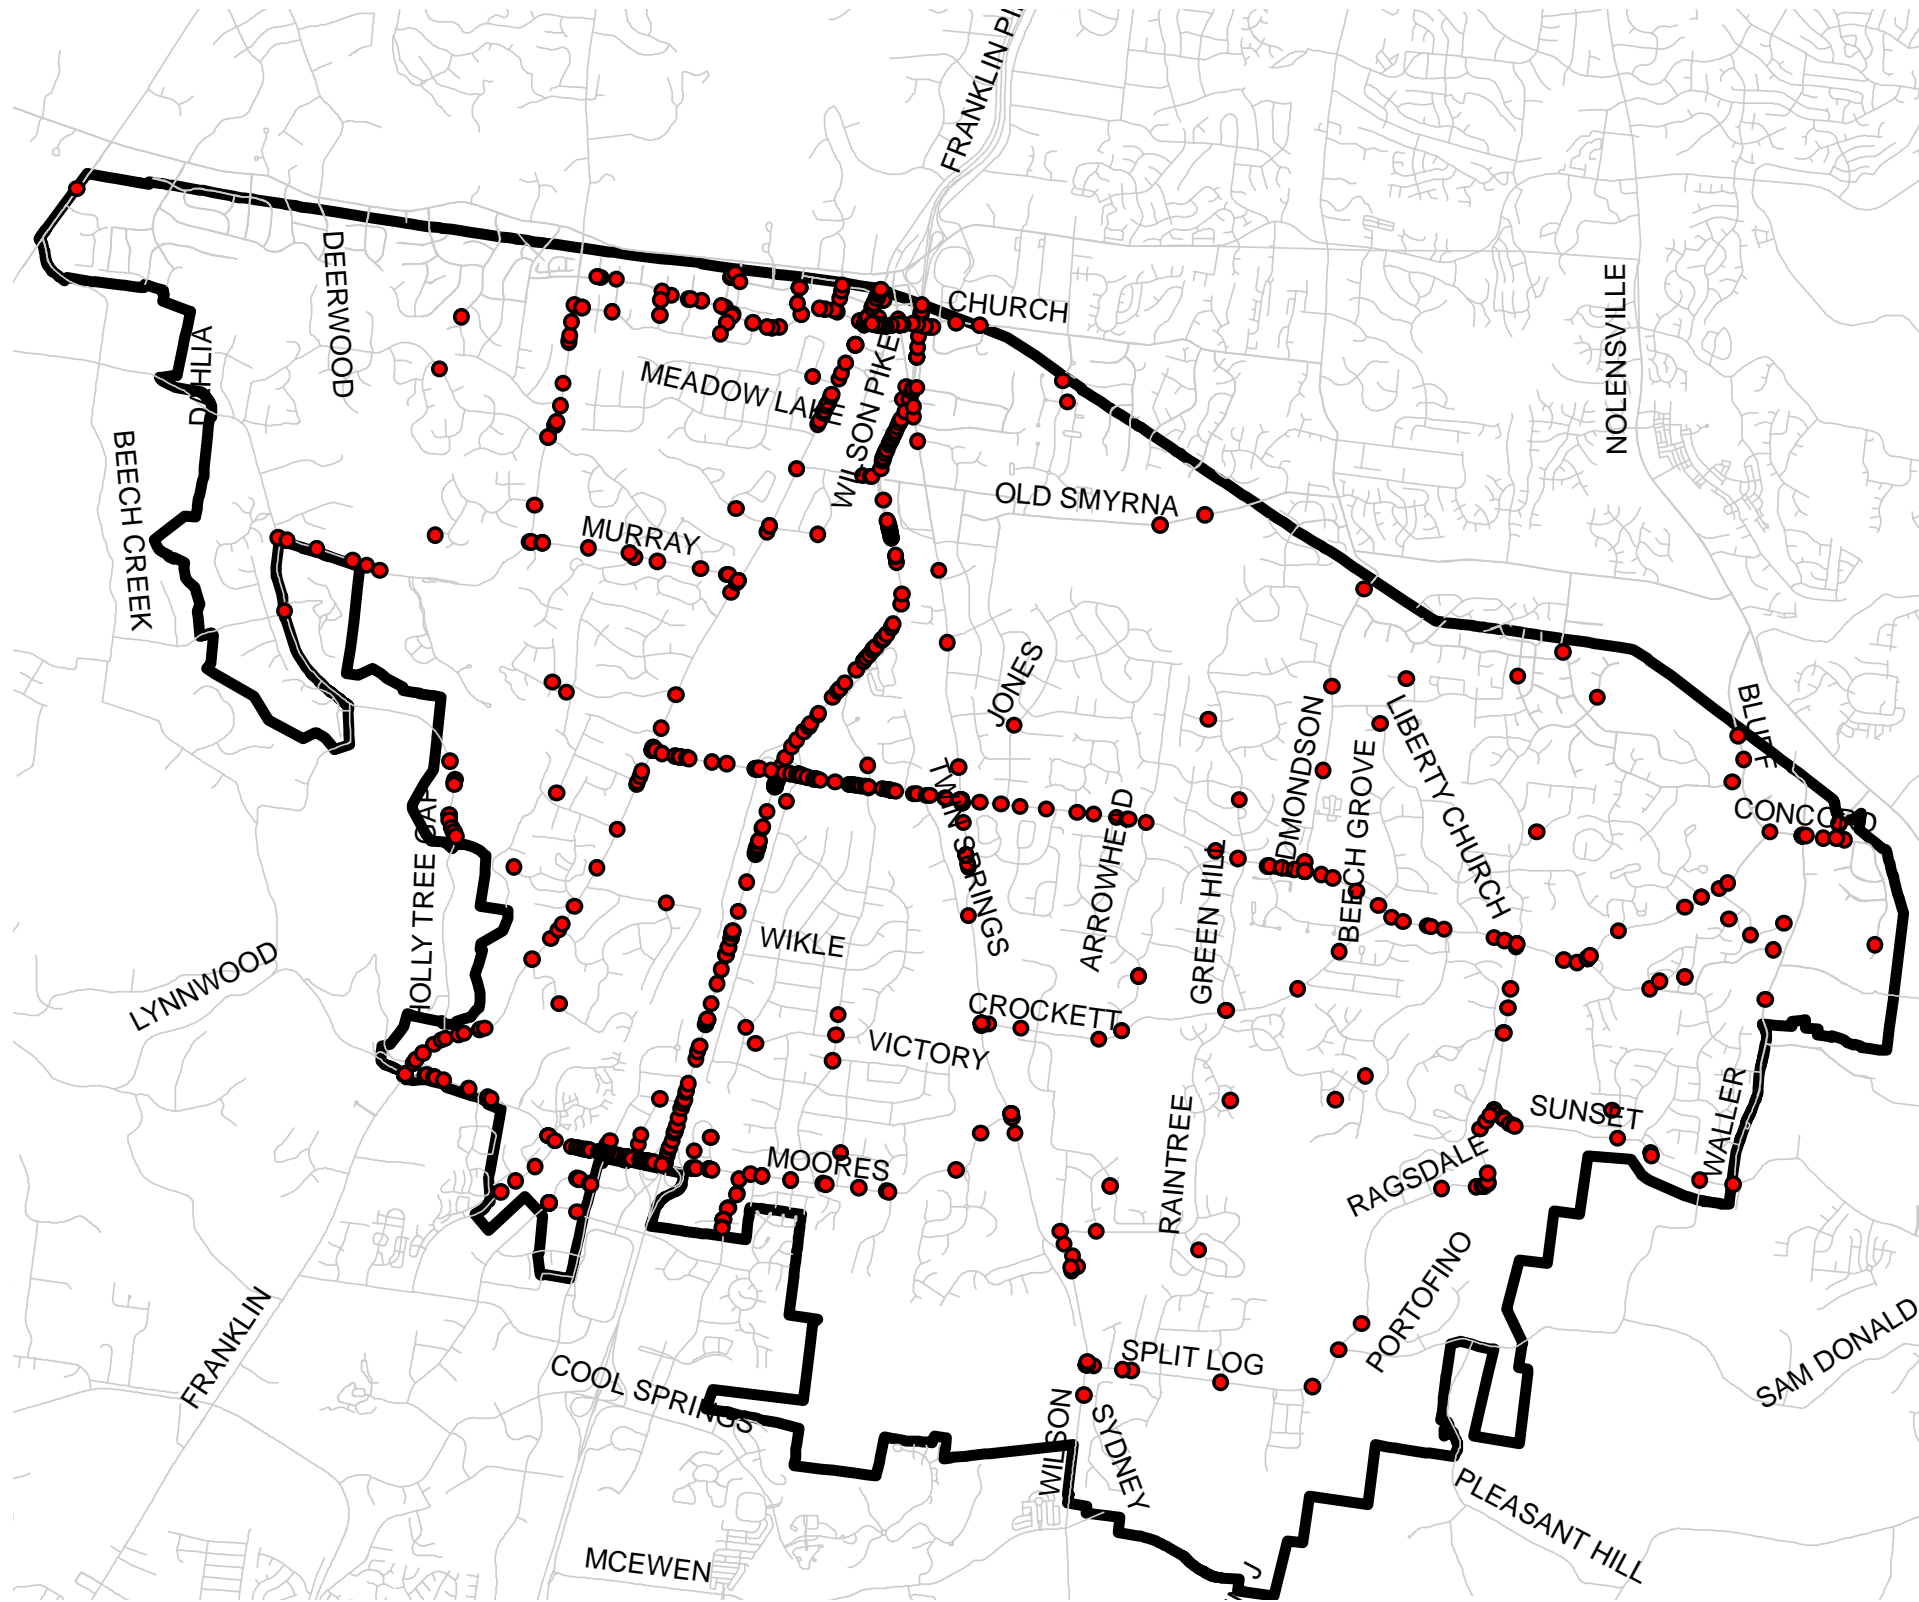 FRANKLIN PI
DEERWOOD
CHURCH
NOLENSVILLE
DAHLIA
MEADOW LAKE
WILSON PIKE
BEECH CREEK
OLD SMYRNA
MURRAY
JONES
BLUFF
EDMONDSON
LIBERTY CHURCH
BEECH GROVE
TWIN SPRINGS
ARROWHEAD
CONCORD
HOLLY TREE GAP
GREEN HILL
WIKLE
LYNNWOOD
CROCKETT
VICTORY
RAINTREE
SUNSET
WALLER
MOORES
RAGSDALE
PORTOFINO
FRANKLIN
SPLIT LOG
SAM DONALD
COOL SPRINGS
WILSON
SYDNEY
PLEASANT HILL
MCEWEN
J